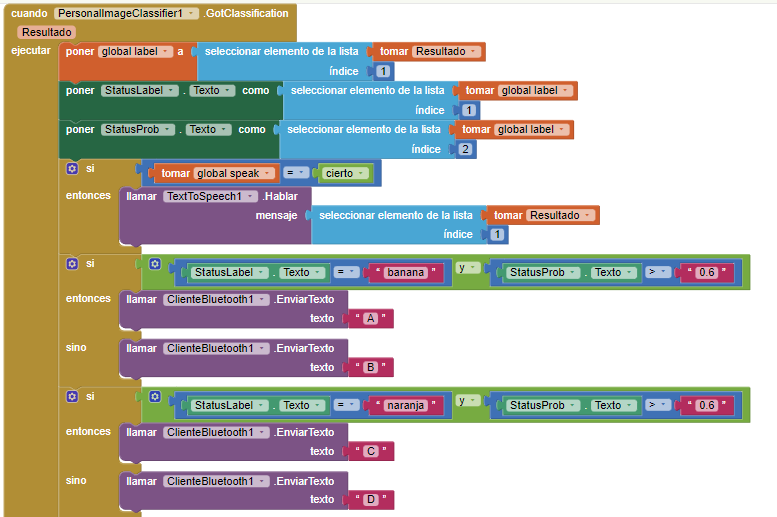 cuando PersonalImageClassifier1 .GotClassification
Resultado
ejecutar poner global label a seleccionar elemento de la lista tomar Resultado
índice 1
poner StatusLabel . Texto como seleccionar elemento de la lista tomar global label
índice 1
poner StatusProb . Texto como seleccionar elemento de la lista tomar global label
índice 2
si tomar global speak = cierto
entonces llamar TextToSpeech1 .Hablar
mensaje seleccionar elemento de la lista tomar Resultado
índice 1
si StatusLabel . Texto = “ banana ” y StatusProb . Texto > “ 0.6 ”
entonces llamar ClienteBluetooth1 .EnviarTexto
texto “ A ”
sino llamar ClienteBluetooth1 .EnviarTexto
texto “ B ”
si StatusLabel . Texto = “ naranja ” y StatusProb . Texto > “ 0.6 ”
entonces llamar ClienteBluetooth1 .EnviarTexto
texto “ C ”
sino llamar ClienteBluetooth1 .EnviarTexto
texto “ D ”